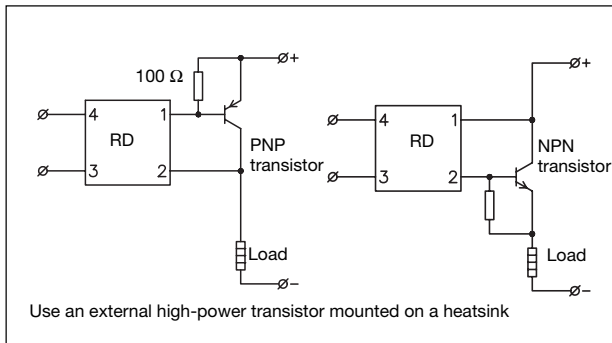 +
100 Ω
4
1
RD
3
2
PNP
transistor
Load
−
+
4
1
RD
3
2
NPN
transistor
Load
−
Use an external high-power transistor mounted on a heatsink